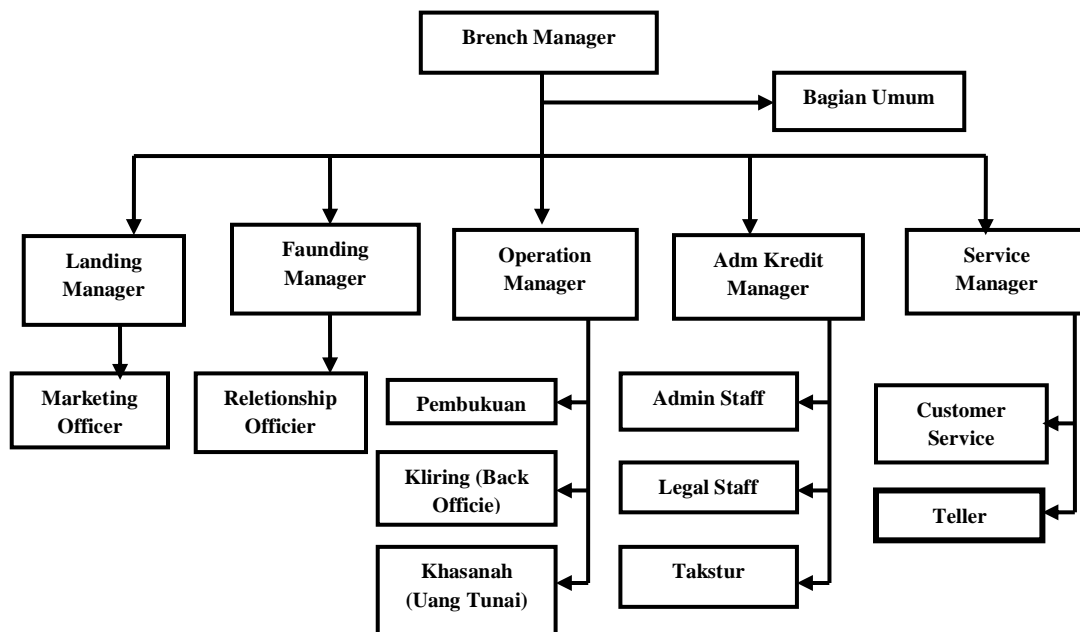 Brench Manager
Bagian Umum
Landing
Manager
Faunding
Manager
Operation
Manager
Adm Kredit
Manager
Service
Manager
Marketing
Officer
Reletionship
Officier
Pembukuan
Kliring (Back
Officie)
Khasanah
(Uang Tunai)
Admin Staff
Legal Staff
Takstur
Customer
Service
Teller